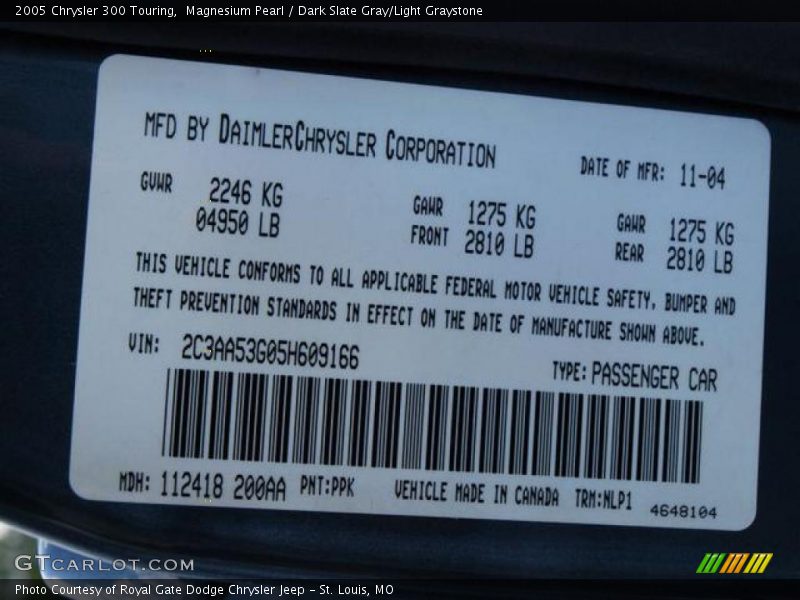 2005 Chrysler 300 Touring,  Magnesium Pearl / Dark Slate Gray/Light Graystone
MFD BY DAIMLERCHRYSLER CORPORATION
DATE OF MFR: 11-04
GVWR 2246 KG
04950 LB
GAWR 1275 KG
FRONT 2810 LB
GAWR 1275 KG
REAR 2810 LB
THIS VEHICLE CONFORMS TO ALL APPLICABLE FEDERAL MOTOR VEHICLE SAFETY, BUMPER AND
THEFT PREVENTION STANDARDS IN EFFECT ON THE DATE OF MANUFACTURE SHOWN ABOVE.
VIN: 2C3AA53G05H609166
TYPE: PASSENGER CAR
MDH: 112418 200AA PNT:PPK VEHICLE MADE IN CANADA TRM:NLP1 4648104
GTCARLOT.COM
Photo Courtesy of Royal Gate Dodge Chrysler Jeep - St. Louis, MO